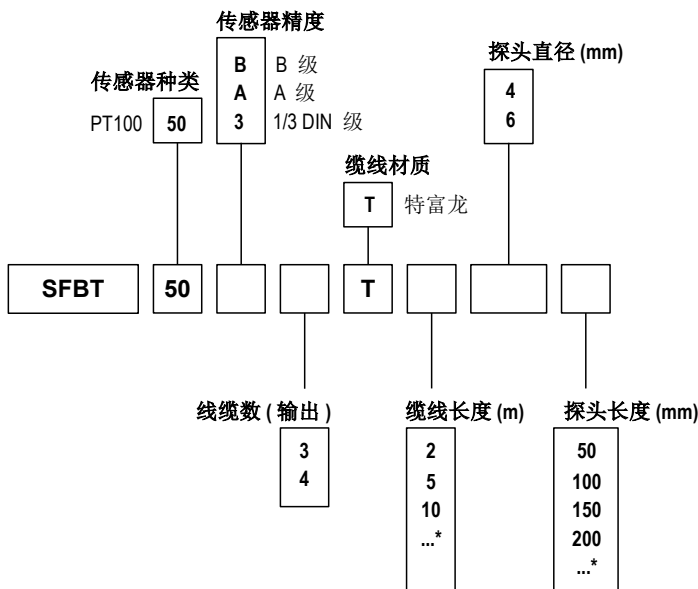 传感器精度
B B 级
A A 级
3 1/3 DIN 级
传感器种类
PT100 50
探头直径 (mm)
4
6
缆线材质
T 特富龙
SFBT 50 T
线缆数 ( 输出 )
3
4
缆线长度 (m)
2
5
10
...*
探头长度 (mm)
50
100
150
200
...*